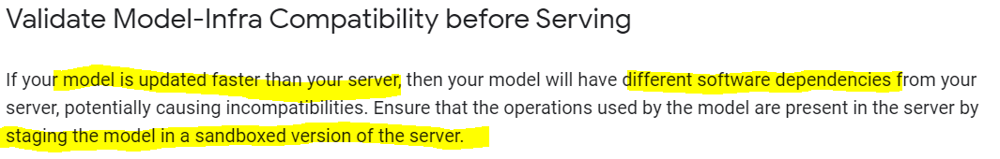 Validate Model-Infra Compatibility before Serving
If your model is updated faster than your server, then your model will have different software dependencies from your
server, potentially causing incompatibilities. Ensure that the operations used by the model are present in the server by
staging the model in a sandboxed version of the server.